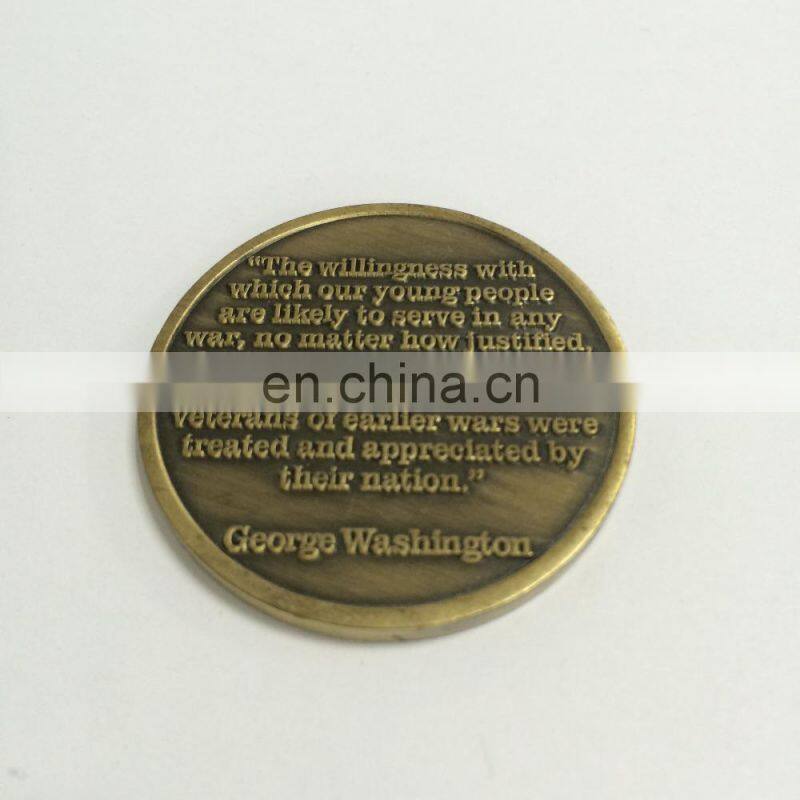 “The willingness with
which our young people
are likely to serve in any
war, no matter how justified,
en.china.cn
veterans of earlier wars were
treated and appreciated by
their nation.”
George Washington